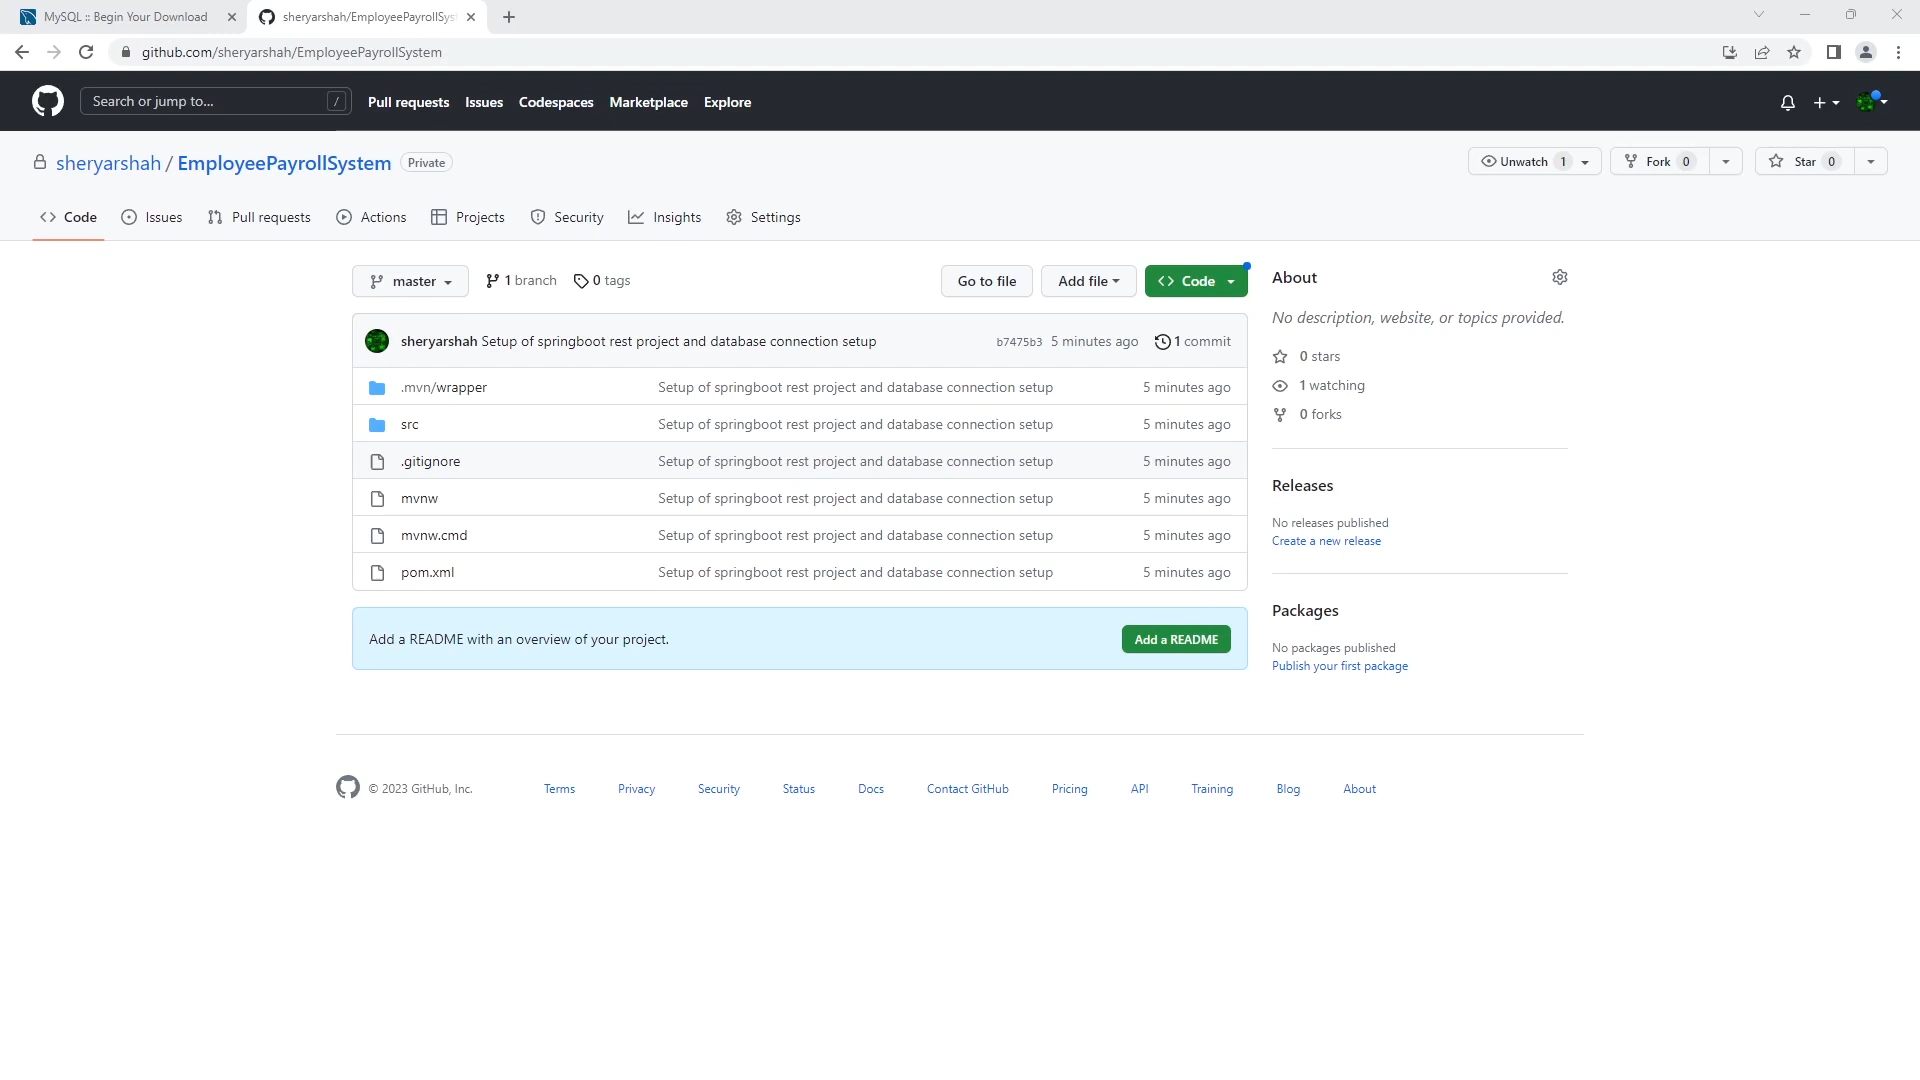 MySQL :: Begin Your Download
sheryarshah/EmployeePayrollSys
github.com/sheryarshah/EmployeePayrollSystem
Search or jump to... /
Pull requests Issues Codespaces Marketplace Explore
sheryarshah / EmployeePayrollSystem Private
Unwatch 1 Fork 0 Star 0
Code Issues Pull requests Actions Projects Security Insights Settings
master 1 branch 0 tags Go to file Add file Code
sheryarshah Setup of springboot rest project and database connection setup b7475b3 5 minutes ago 1 commit
.mvn/wrapper Setup of springboot rest project and database connection setup 5 minutes ago
src Setup of springboot rest project and database connection setup 5 minutes ago
.gitignore Setup of springboot rest project and database connection setup 5 minutes ago
mvnw Setup of springboot rest project and database connection setup 5 minutes ago
mvnw.cmd Setup of springboot rest project and database connection setup 5 minutes ago
pom.xml Setup of springboot rest project and database connection setup 5 minutes ago
Add a README with an overview of your project. Add a README
About
No description, website, or topics provided.
0 stars
1 watching
0 forks
Releases
No releases published
Create a new release
Packages
No packages published
Publish your first package
© 2023 GitHub, Inc. Terms Privacy Security Status Docs Contact GitHub Pricing API Training Blog About